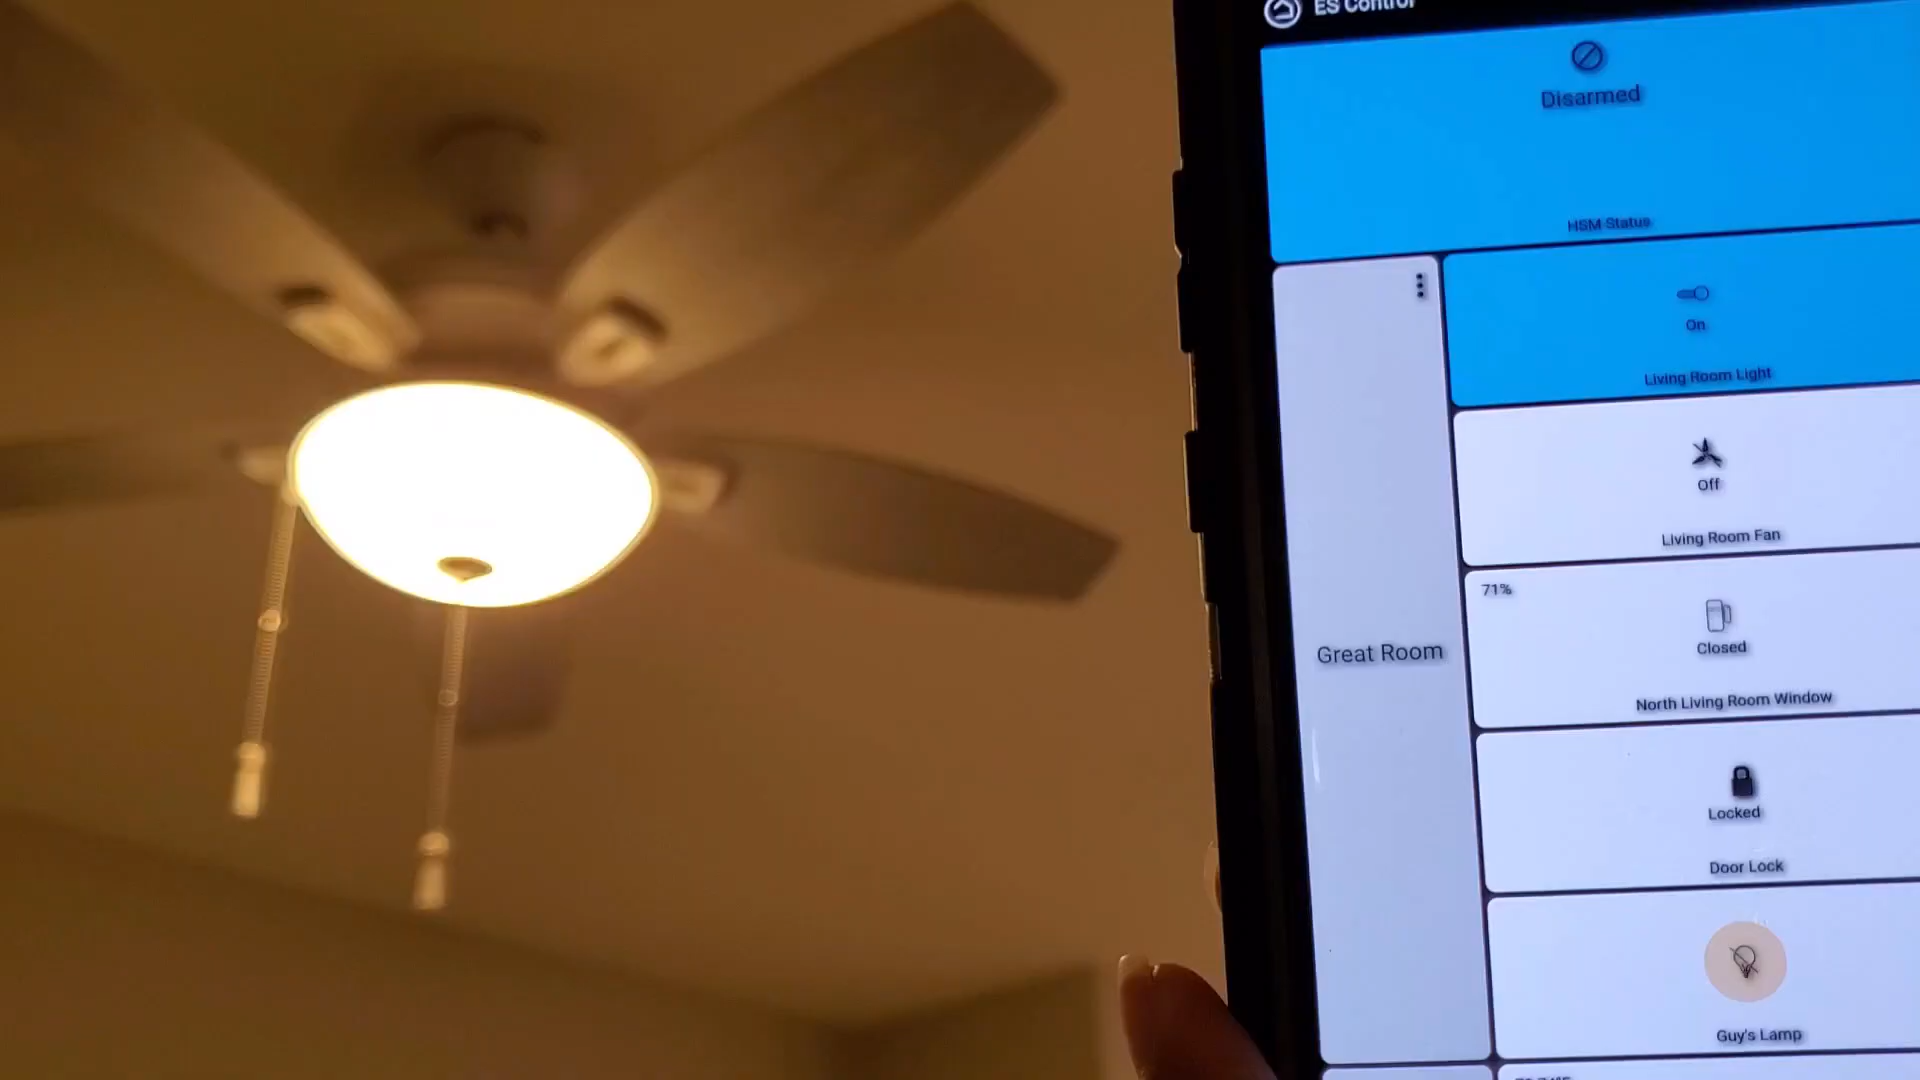 ES Control
Disarmed
HSM Status
On
Living Room Light
Off
Living Room Fan
71%
Closed
North Living Room Window
Great Room
Locked
Door Lock
Guy's Lamp